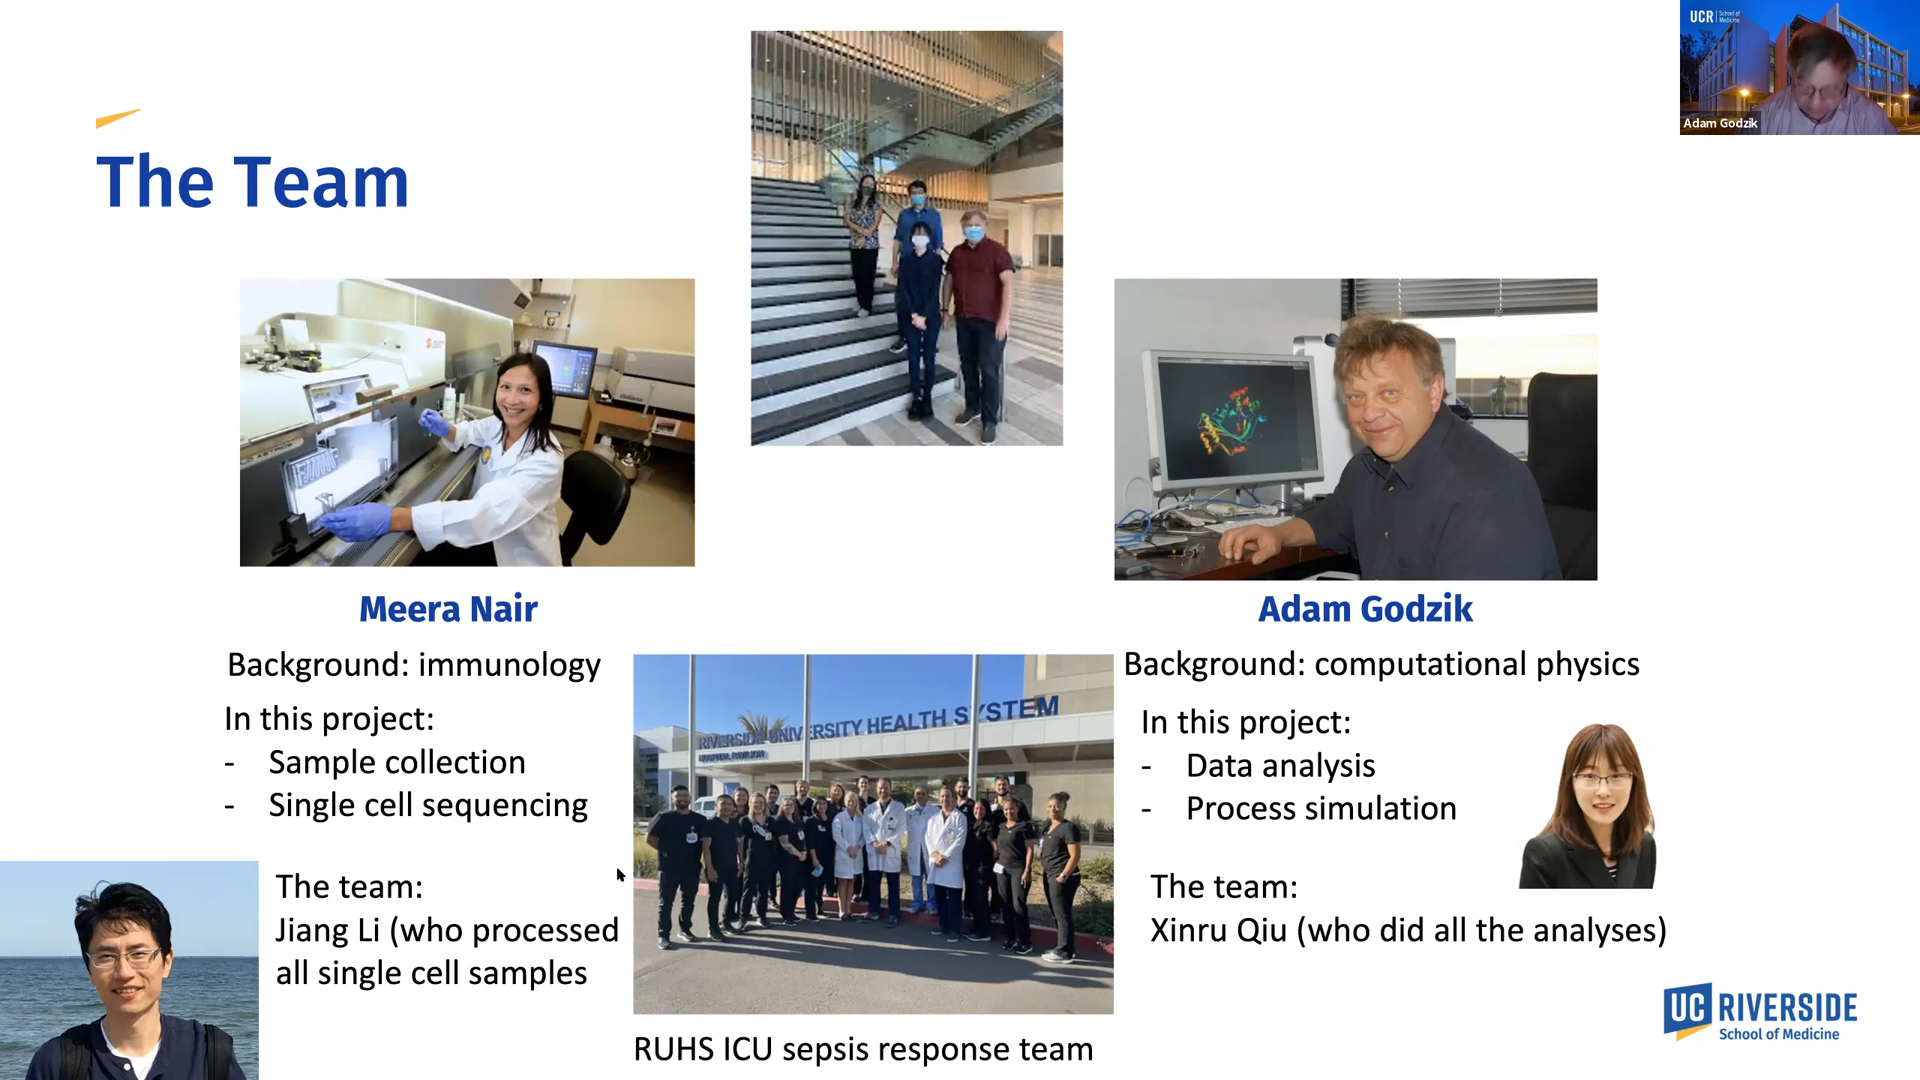 UCR School of Medicine
Adam Godzik
The Team
Meera Nair
Adam Godzik
Background: immunology
Background: computational physics
In this project:
- Sample collection
- Single cell sequencing
In this project:
- Data analysis
- Process simulation
RIVERSIDE UNIVERSITY HEALTH SYSTEM
HOSPITAL PAVILION
The team:
Jiang Li (who processed
all single cell samples
The team:
Xinru Qiu (who did all the analyses)
RUHS ICU sepsis response team
UC RIVERSIDE
School of Medicine